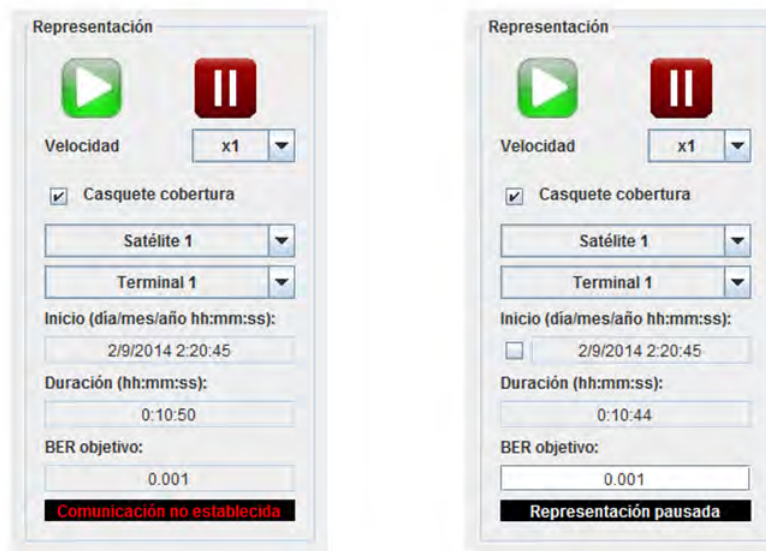 Representación
Velocidad x1
Casquete cobertura
Satélite 1
Terminal 1
Inicio (día/mes/año hh:mm:ss):
2/9/2014 2:20:45
Duración (hh:mm:ss):
0:10:50
BER objetivo:
0.001
Comunicación no establecida
Representación
Velocidad x1
Casquete cobertura
Satélite 1
Terminal 1
Inicio (día/mes/año hh:mm:ss):
2/9/2014 2:20:45
Duración (hh:mm:ss):
0:10:44
BER objetivo:
0.001
Representación pausada